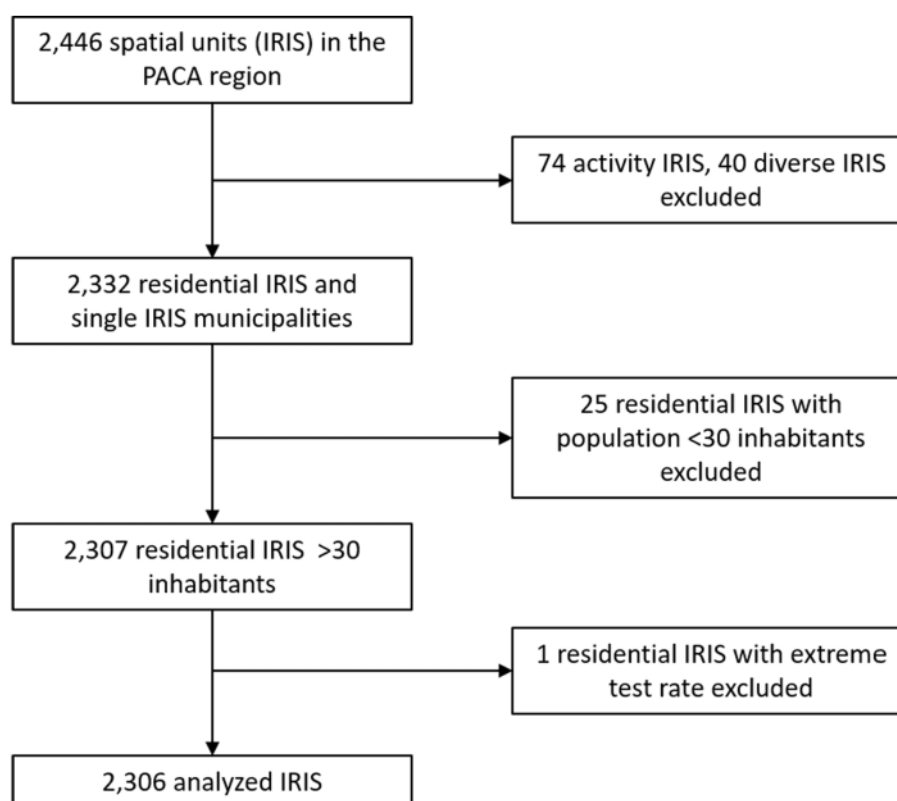 2,446 spatial units (IRIS) in the
PACA region
74 activity IRIS, 40 diverse IRIS
excluded
2,332 residential IRIS and
single IRIS municipalities
25 residential IRIS with
population <30 inhabitants
excluded
2,307 residential IRIS >30
inhabitants
1 residential IRIS with extreme
test rate excluded
2,306 analyzed IRIS